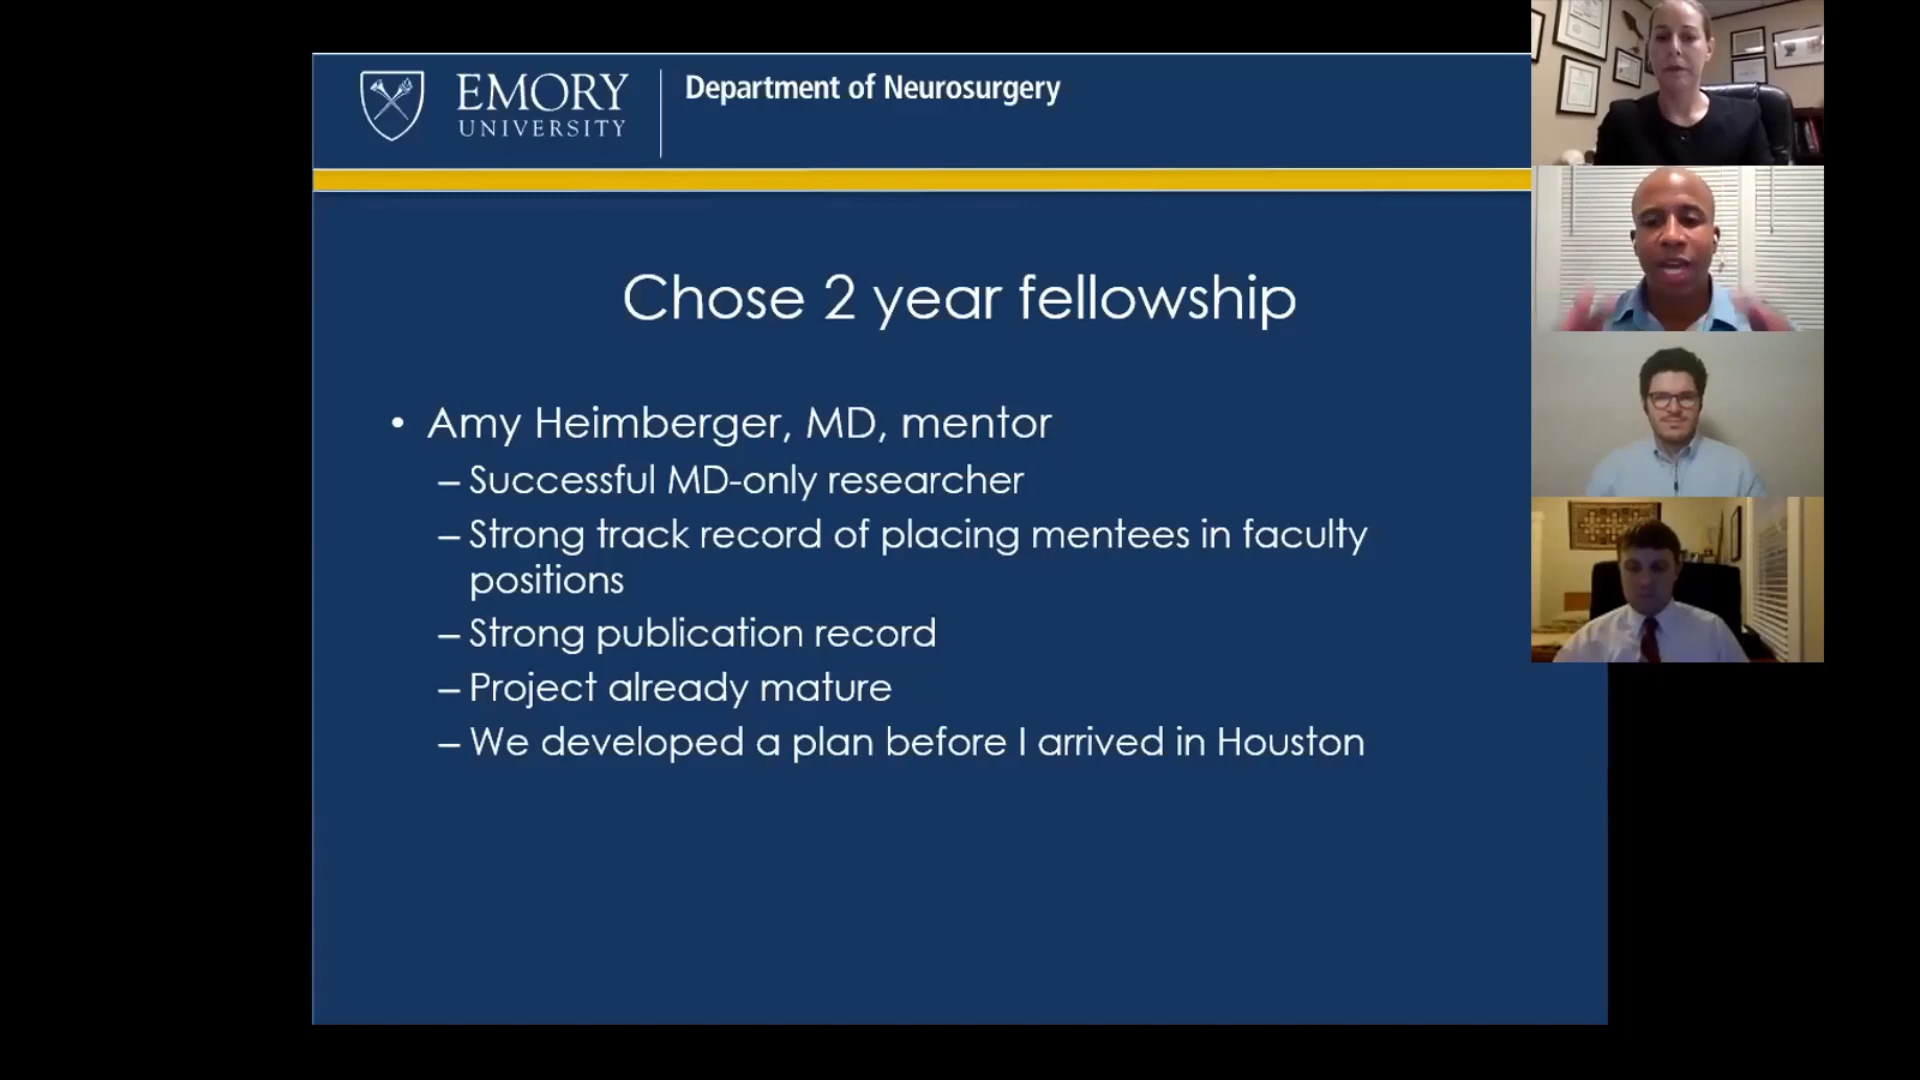 EMORY
UNIVERSITY
Department of Neurosurgery
Chose 2 year fellowship
• Amy Heimberger, MD, mentor
– Successful MD-only researcher
– Strong track record of placing mentees in faculty
positions
– Strong publication record
– Project already mature
– We developed a plan before I arrived in Houston